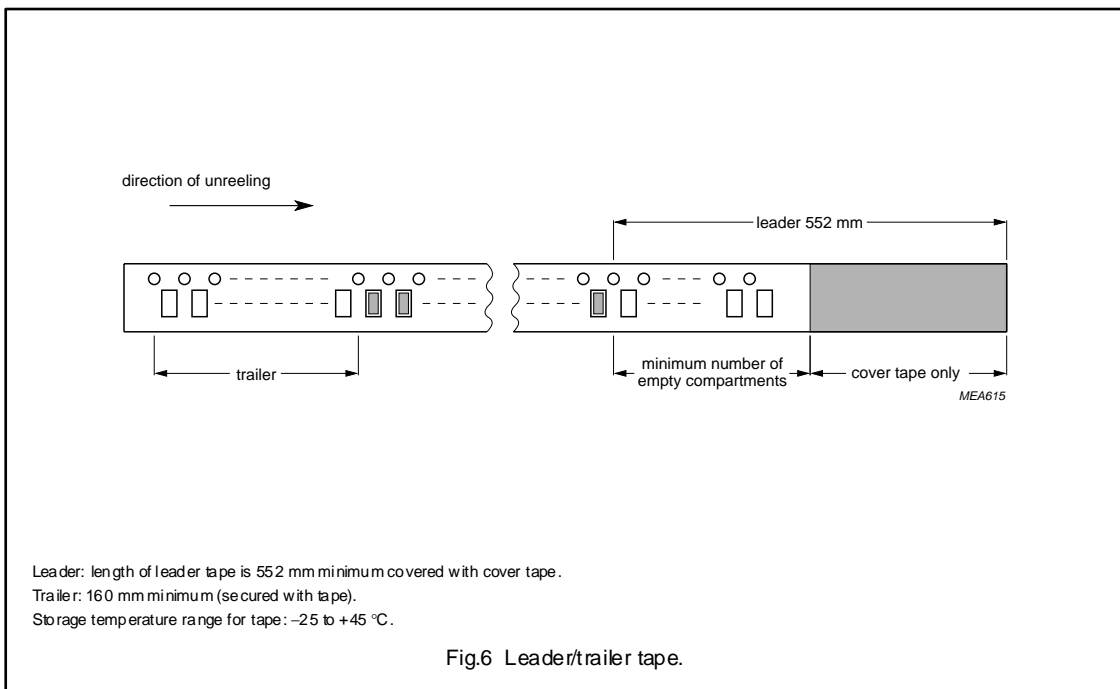 direction of unreeling
leader 552 mm
trailer
minimum number of
empty compartments
cover tape only
MEA615
Leader: length of leader tape is 552 mm minimum covered with cover tape.
Trailer: 160 mm minimum (secured with tape).
Storage temperature range for tape: –25 to +45 °C.
Fig.6 Leader/trailer tape.